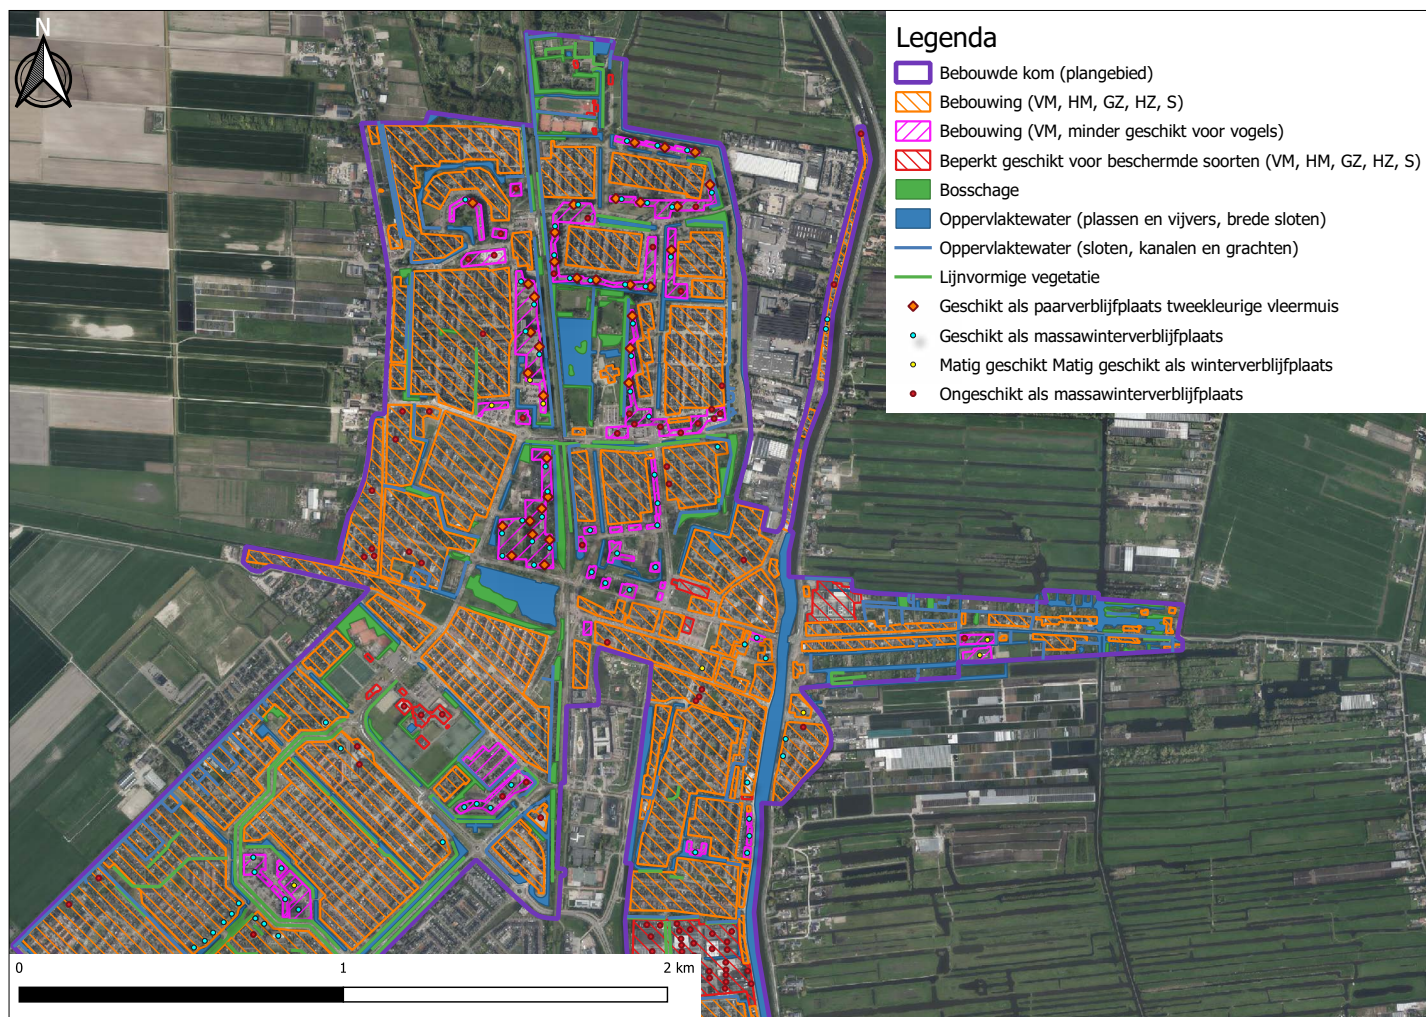 N
Legenda
Bebouwde kom (plangebied)
Bebouwing (VM, HM, GZ, HZ, S)
Bebouwing (VM, minder geschikt voor vogels)
Beperkt geschikt voor beschermde soorten (VM, HM, GZ, HZ, S)
Bosschage
Oppervlaktewater (plassen en vijvers, brede sloten)
Oppervlaktewater (sloten, kanalen en grachten)
Lijnvormige vegetatie
Geschikt als paarverblijfplaats tweekleurige vleermuis
Geschikt als massawinterverblijfplaats
Matig geschikt Matig geschikt als winterverblijfplaats
Ongeschikt als massawinterverblijfplaats
0 1 2 km